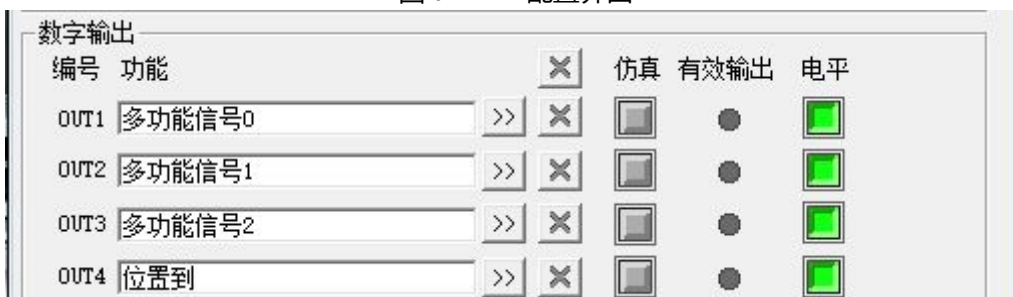 数字输出
编号 功能 仿真 有效输出 电平
OUT1 多功能信号0 >>
OUT2 多功能信号1 >>
OUT3 多功能信号2 >>
OUT4 位置到 >>